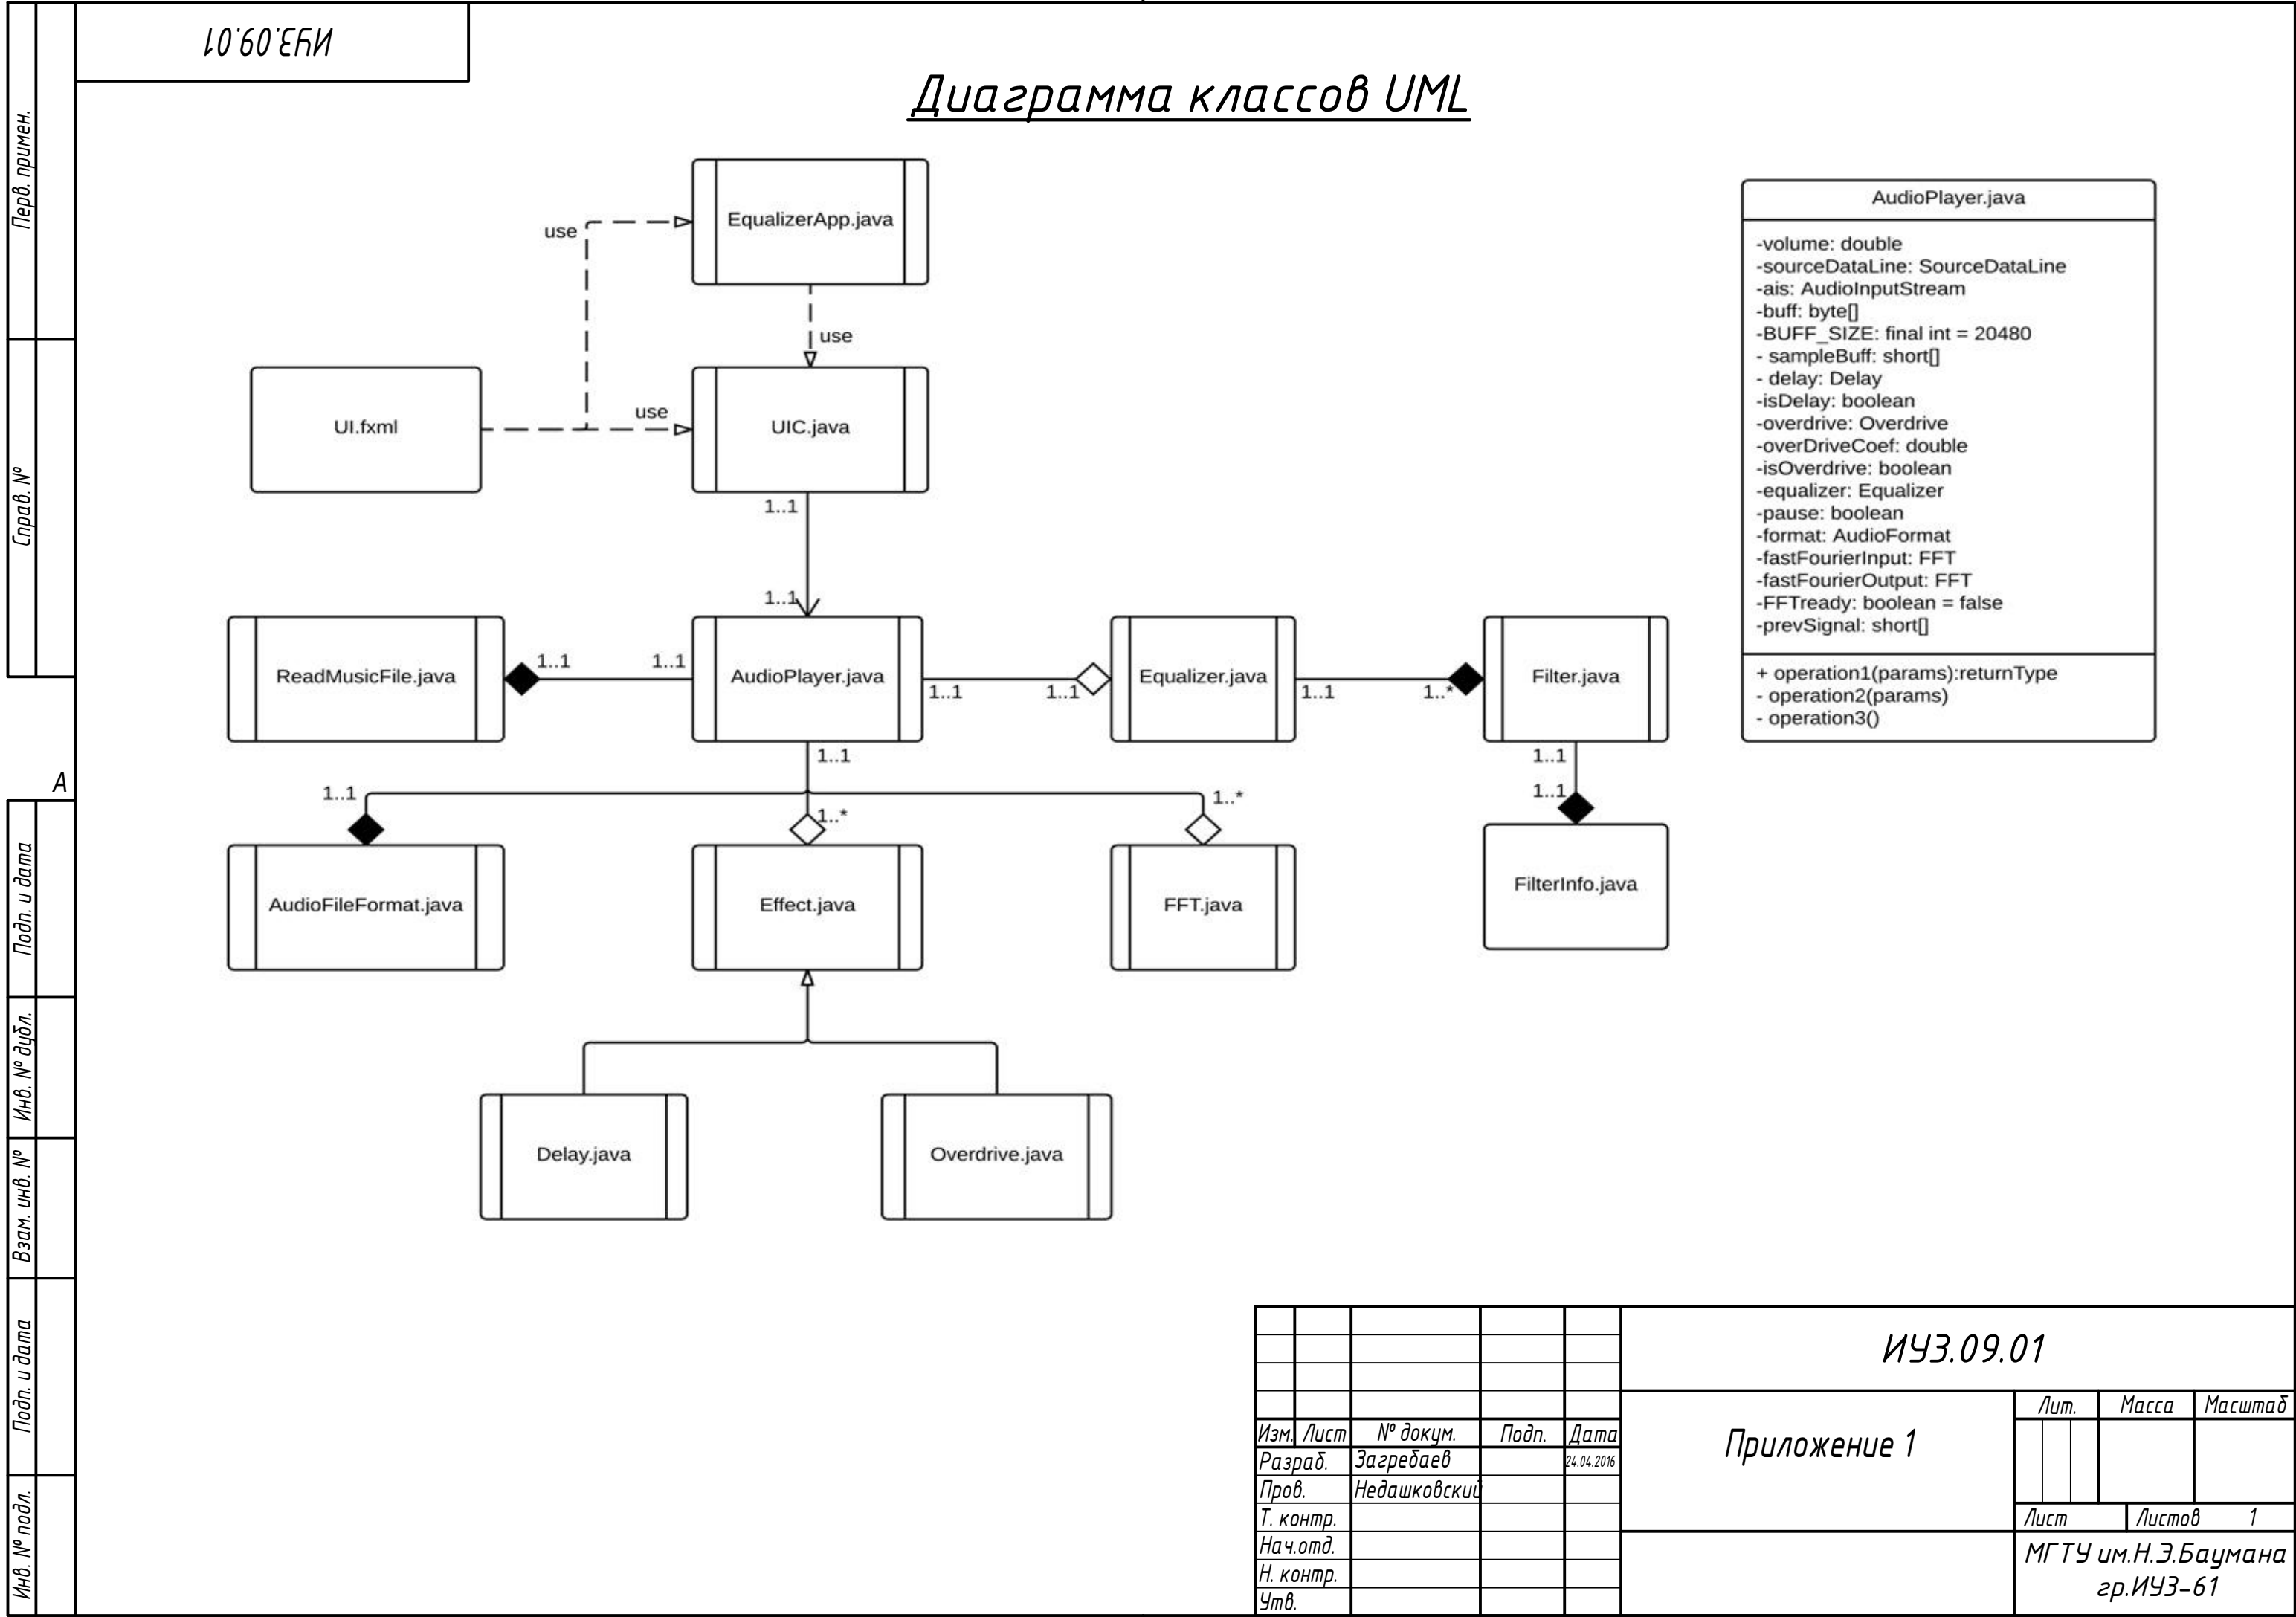 ИУ3.09.01
Диаграмма классов UML
Перв. примен.
Справ. №
А
Подп. и дата
Инв. № дубл.
Взам. инв. №
Подп. и дата
Инв. № подл.
EqualizerApp.java
use
use
UI.fxml
use
UIC.java
1..1
1..1
ReadMusicFile.java
1..1
1..1
AudioPlayer.java
1..1
1..1
Equalizer.java
1..1
1..*
Filter.java
1..1
1..1
1..1
1..1
1..*
1..*
AudioFileFormat.java
Effect.java
FFT.java
FilterInfo.java
Delay.java
Overdrive.java
AudioPlayer.java
-volume: double
-sourceDataLine: SourceDataLine
-ais: AudioInputStream
-buff: byte[]
-BUFF_SIZE: final int = 20480
- sampleBuff: short[]
- delay: Delay
-isDelay: boolean
-overdrive: Overdrive
-overDriveCoef: double
-isOverdrive: boolean
-equalizer: Equalizer
-pause: boolean
-format: AudioFormat
-fastFourierInput: FFT
-fastFourierOutput: FFT
-FFTready: boolean = false
-prevSignal: short[]
+ operation1(params):returnType
- operation2(params)
- operation3()
ИУ3.09.01
Изм. Лист № докум. Подп. Дата
Разраб. Загребаев 24.04.2016
Пров. Недашковский
Т. контр.
Нач.отд.
Н. контр.
Утв.
Приложение 1
Лит. Масса Масштаб
Лист Листов 1
МГТУ им.Н.Э.Баумана
гр.ИУ3-61